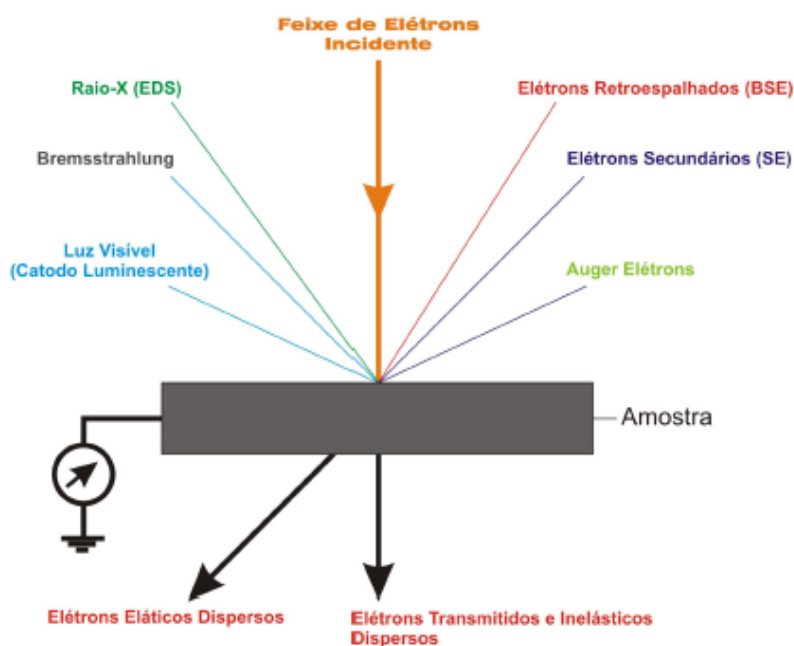 Feixe de Elétrons
Incidente
Raio-X (EDS)
Elétrons Retroespalhados (BSE)
Bremsstrahlung
Elétrons Secundários (SE)
Luz Visível
(Catodo Luminescente)
Auger Elétrons
Amostra
Elétrons Eláticos Dispersos
Elétrons Transmitidos e Inelásticos
Dispersos